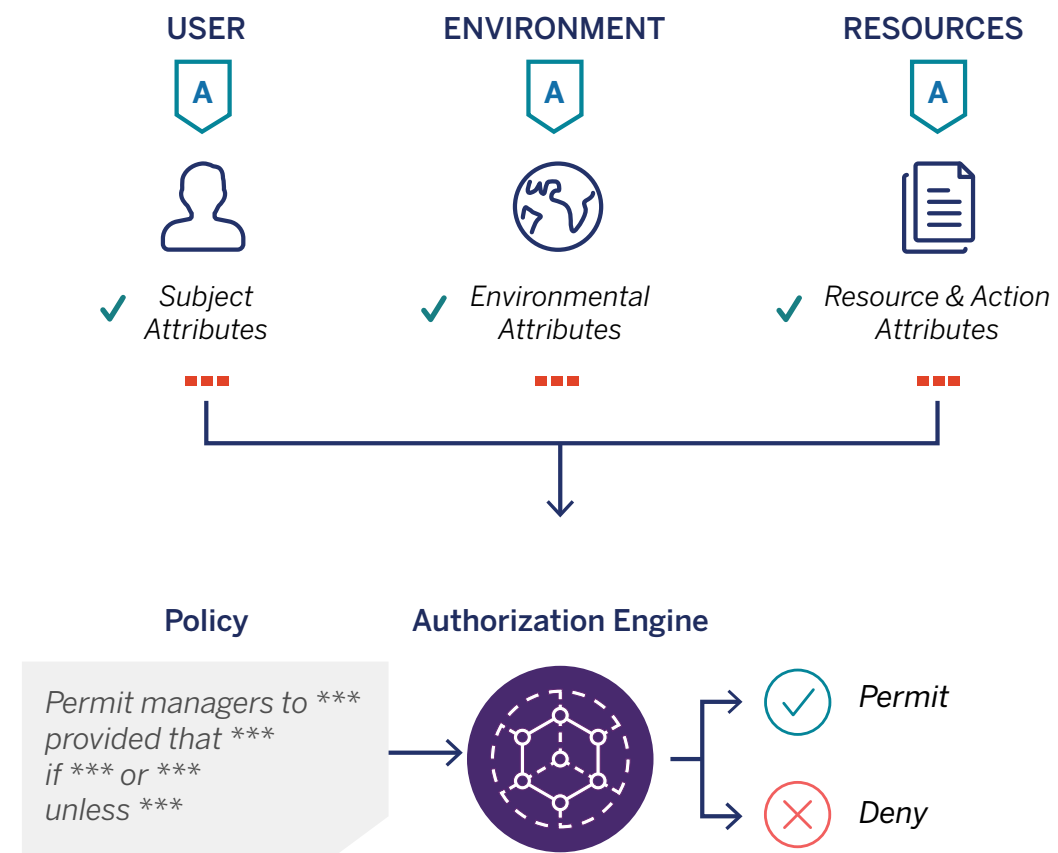 USER
ENVIRONMENT
RESOURCES
A
A
A
Subject
Attributes
Environmental
Attributes
Resource & Action
Attributes
Policy
Authorization Engine
Permit managers to ***
provided that ***
if *** or ***
unless ***
Permit
Deny